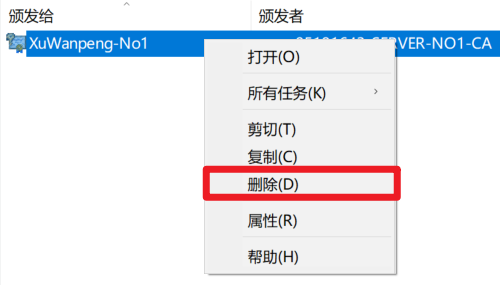 颁发给 颁发者
XuWanpeng-No1 SERVER-NO1-CA
打开(O)
所有任务(K)
剪切(T)
复制(C)
删除(D)
属性(R)
帮助(H)